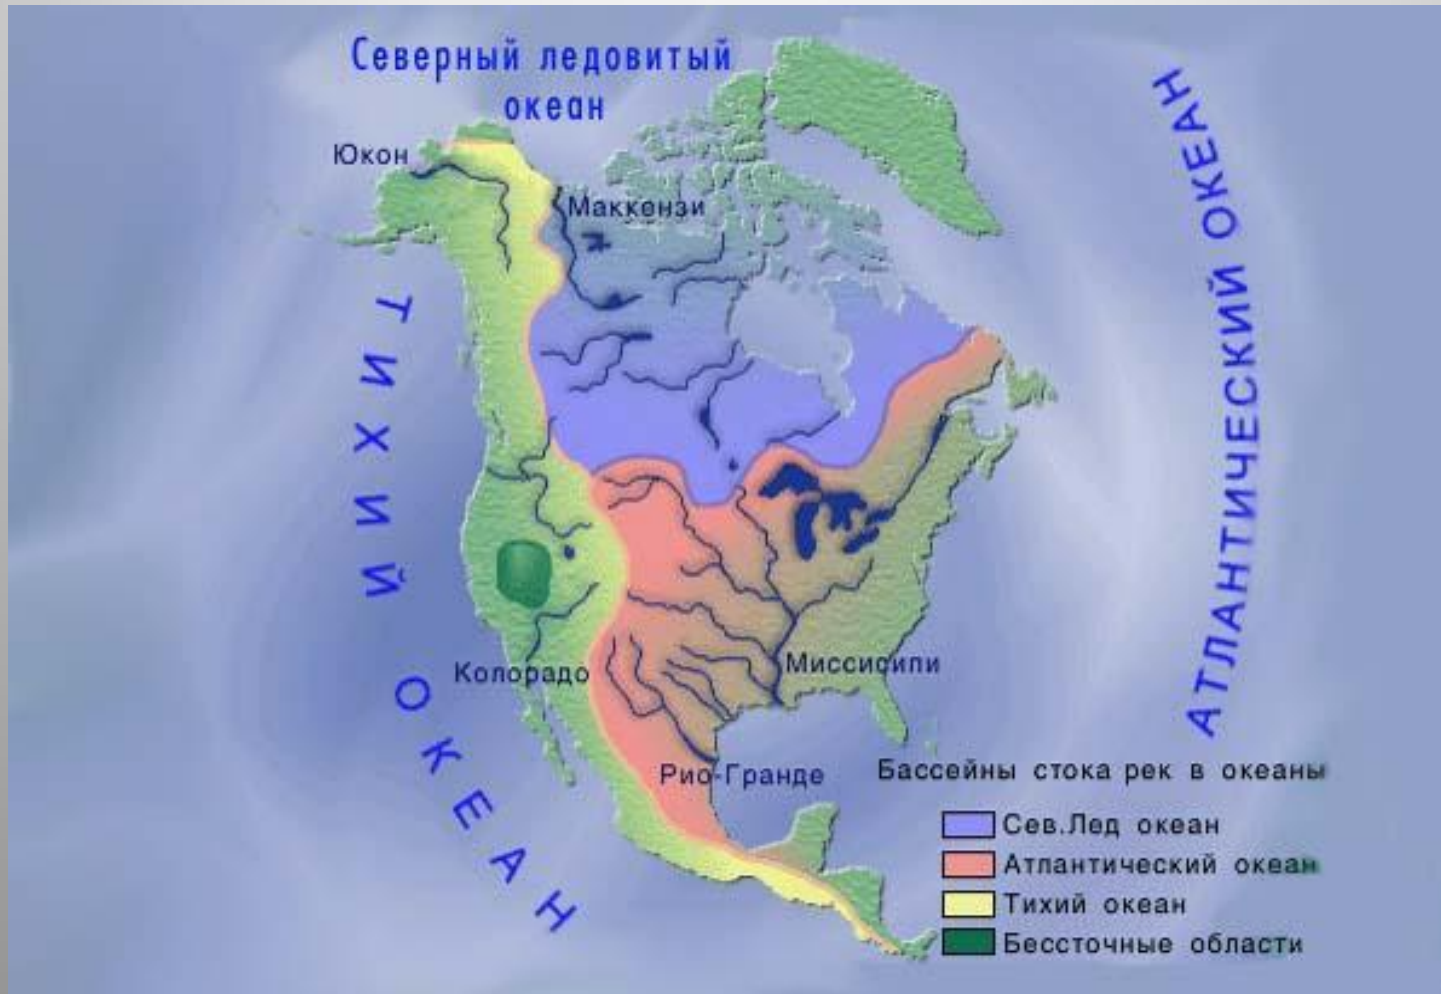 Северный ледовитый
океан
Юкон
Маккензи
ТИХИЙ ОКЕАН
АТЛАНТИЧЕСКИЙ ОКЕАН
Колорадо
Миссисипи
Рио-Гранде
Бассейны стока рек в океаны
Сев.Лед океан
Атлантический океан
Тихий океан
Бессточные области